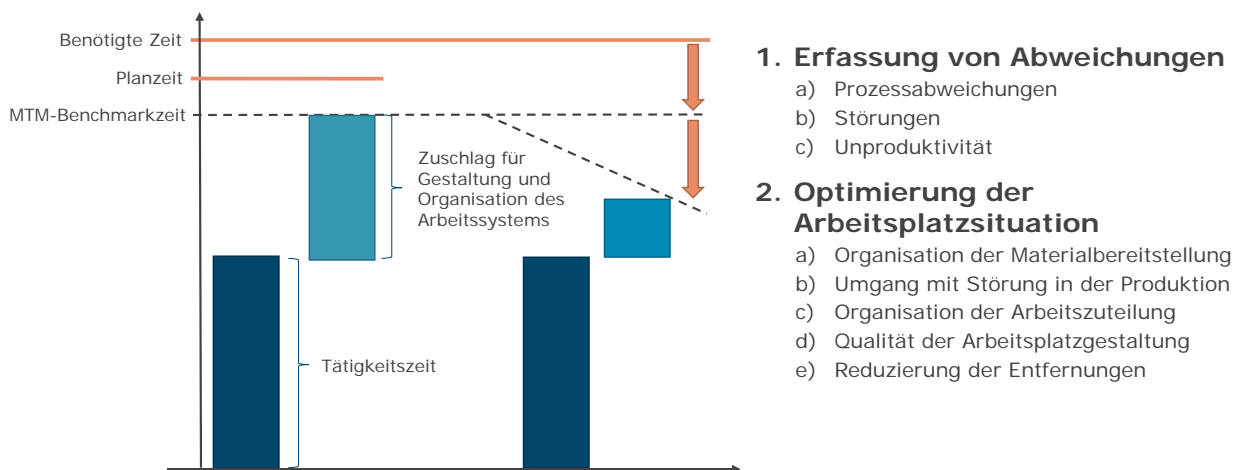 Benötigte Zeit
Planzeit
MTM-Benchmarkzeit
Zuschlag für
Gestaltung und
Organisation des
Arbeitssystems
Tätigkeitszeit
1. Erfassung von Abweichungen
a) Prozessabweichungen
b) Störungen
c) Unproduktivität
2. Optimierung der
Arbeitsplatzsituation
a) Organisation der Materialbereitstellung
b) Umgang mit Störung in der Produktion
c) Organisation der Arbeitszuteilung
d) Qualität der Arbeitsplatzgestaltung
e) Reduzierung der Entfernungen